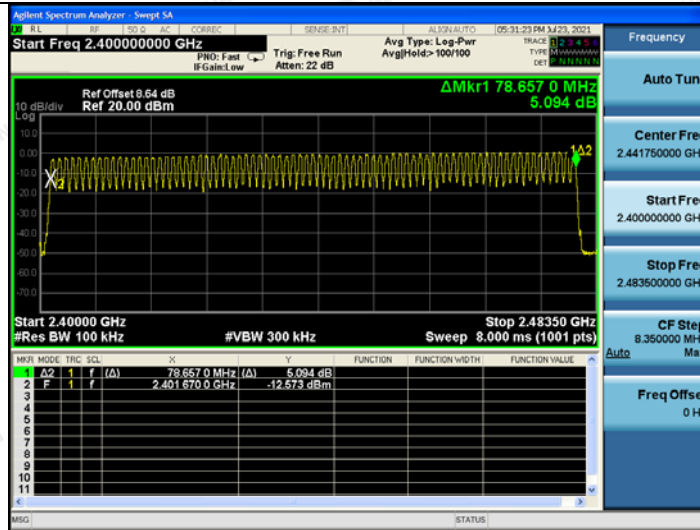 Agilent Spectrum Analyzer - Swept SA
RL RF 50 Ω AC CORREC SENSE:INT ALIGN AUTO 05:31:23 PM Jul 23, 2021
Start Freq 2.400000000 GHz
PNO: Fast
IFGain:Low
Trig: Free Run
Atten: 22 dB
Avg Type: Log-Pwr
Avg|Hold:>100/100
TRACE 1 2 3 4 5 6
TYPE
DET P N N N N N
Ref Offset 8.64 dB
10 dB/div Ref 20.00 dBm
ΔMkr1 78.657 0 MHz
5.094 dB
Log
10.0
0.00
-10.0
-20.0
-30.0
-40.0
-50.0
-60.0
-70.0
1Δ2
X2
Start 2.40000 GHz Stop 2.48350 GHz
#Res BW 100 kHz #VBW 300 kHz Sweep 8.000 ms (1001 pts)
MKR MODE TRC SCL X Y FUNCTION FUNCTION WIDTH FUNCTION VALUE
1 Δ2 1 f (Δ) 78.657 0 MHz (Δ) 5.094 dB
2 F 1 f 2.401 670 0 GHz -12.573 dBm
3
4
5
6
7
8
9
10
11
MSG STATUS
Frequency
Auto Tun
Center Fre
2.441750000 GH
Start Fre
2.400000000 GH
Stop Fre
2.483500000 GH
CF Ste
8.350000 MH
Auto Ma
Freq Offse
0 H